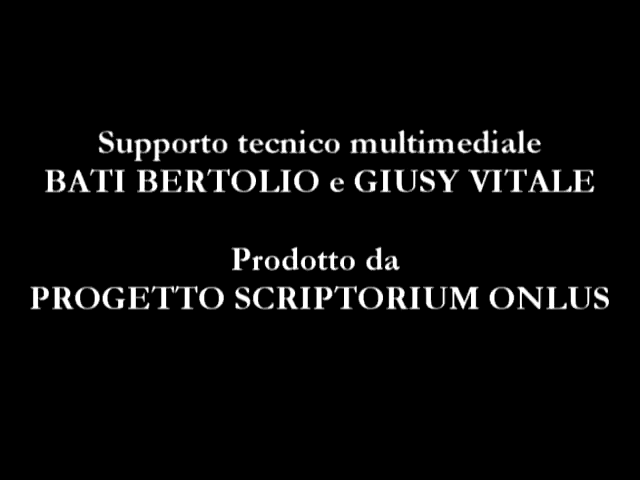 Supporto tecnico multimediale
BATI BERTOLIO e GIUSY VITALE
Prodotto da
PROGETTO SCRIPTORIUM ONLUS